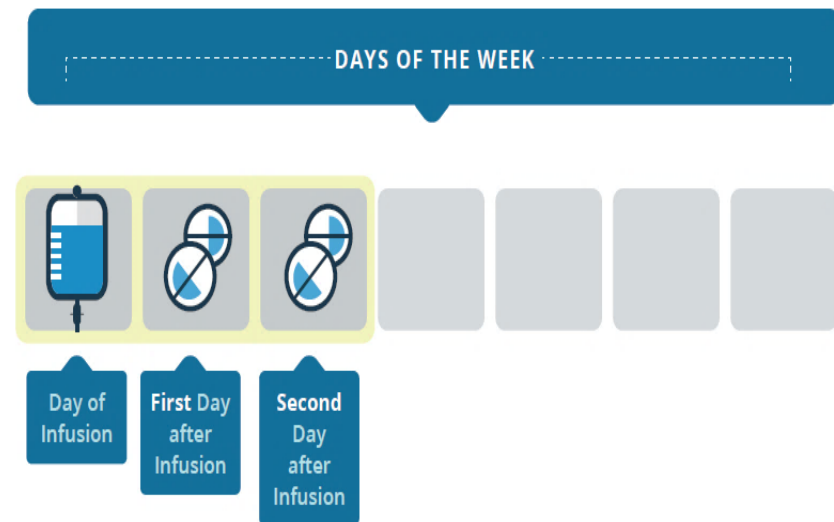 DAYS OF THE WEEK
Day of
Infusion
First Day
after
Infusion
Second
Day
after
Infusion